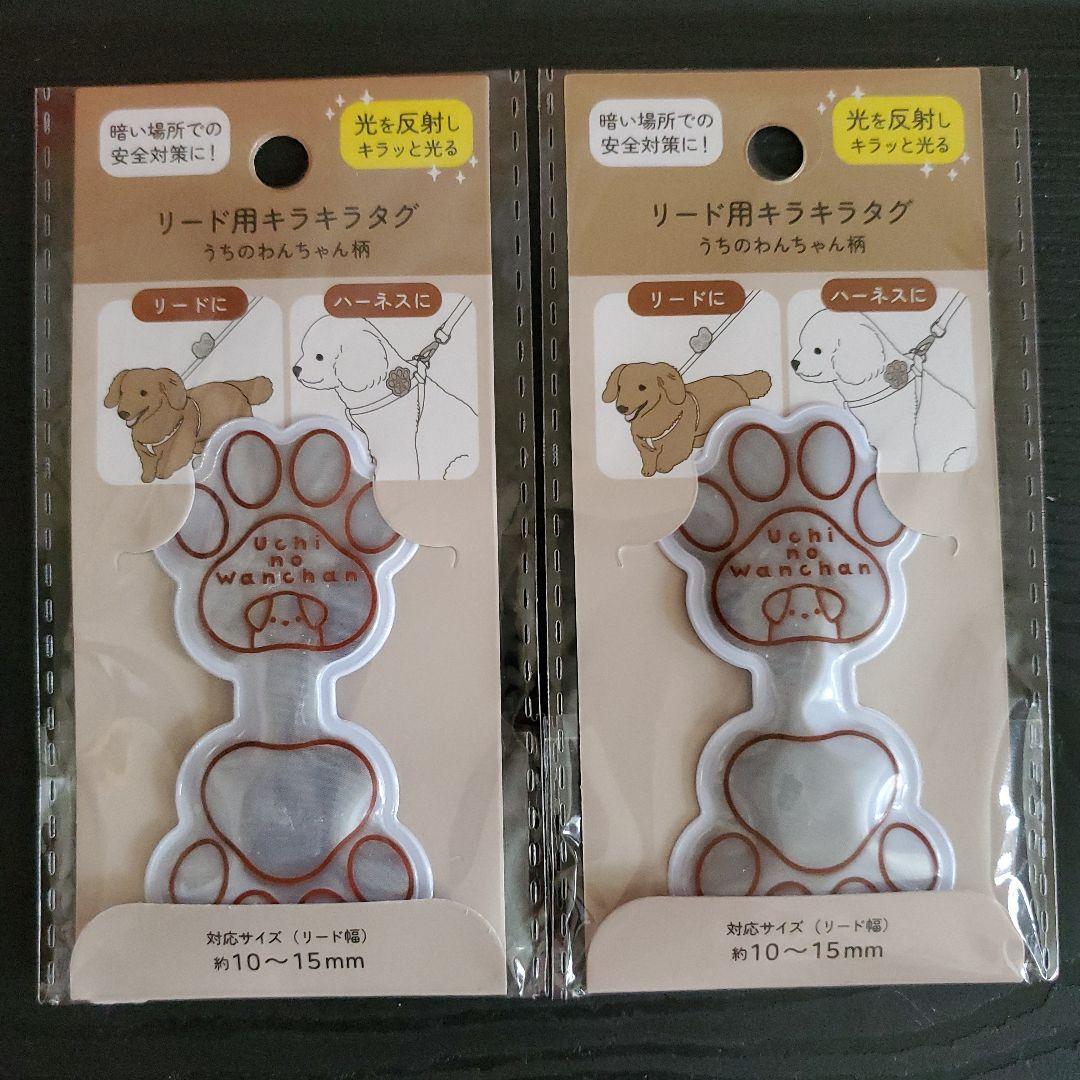 暗い場所での
安全対策に!
光を反射し
キラッと光る
リード用キラキラタグ
うちのわんちゃん柄
リードに
ハーネスに
Uchi
no
wanchan
対応サイズ（リード幅）
約10～15mm
暗い場所での
安全対策に!
光を反射し
キラッと光る
リード用キラキラタグ
うちのわんちゃん柄
リードに
ハーネスに
Uchi
no
wanchan
対応サイズ（リード幅）
約10～15mm